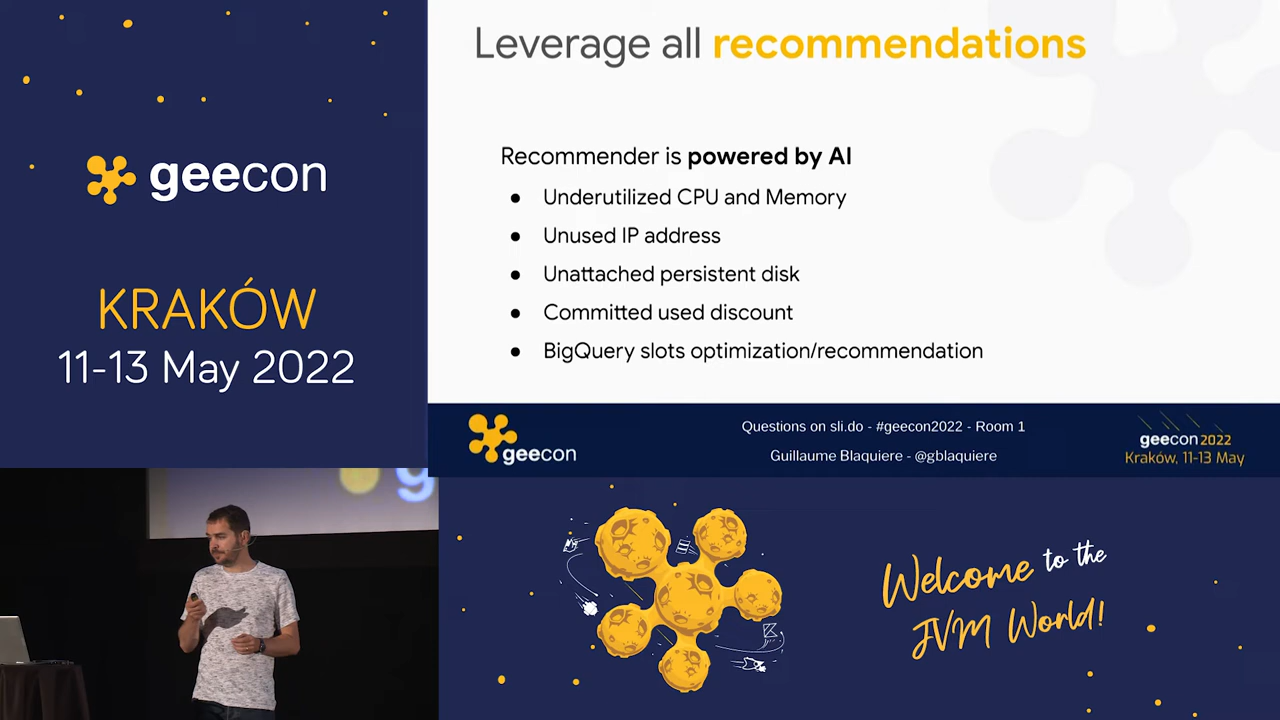 geecon
KRAKÓW
11-13 May 2022
Leverage all recommendations
Recommender is powered by AI
● Underutilized CPU and Memory
● Unused IP address
● Unattached persistent disk
● Committed used discount
● BigQuery slots optimization/recommendation
geecon
Questions on sli.do - #geecon2022 - Room 1
Guillaume Blaquiere - @gblaquiere
geecon 2022
Kraków, 11-13 May
g
Welcome to the
JVM World!